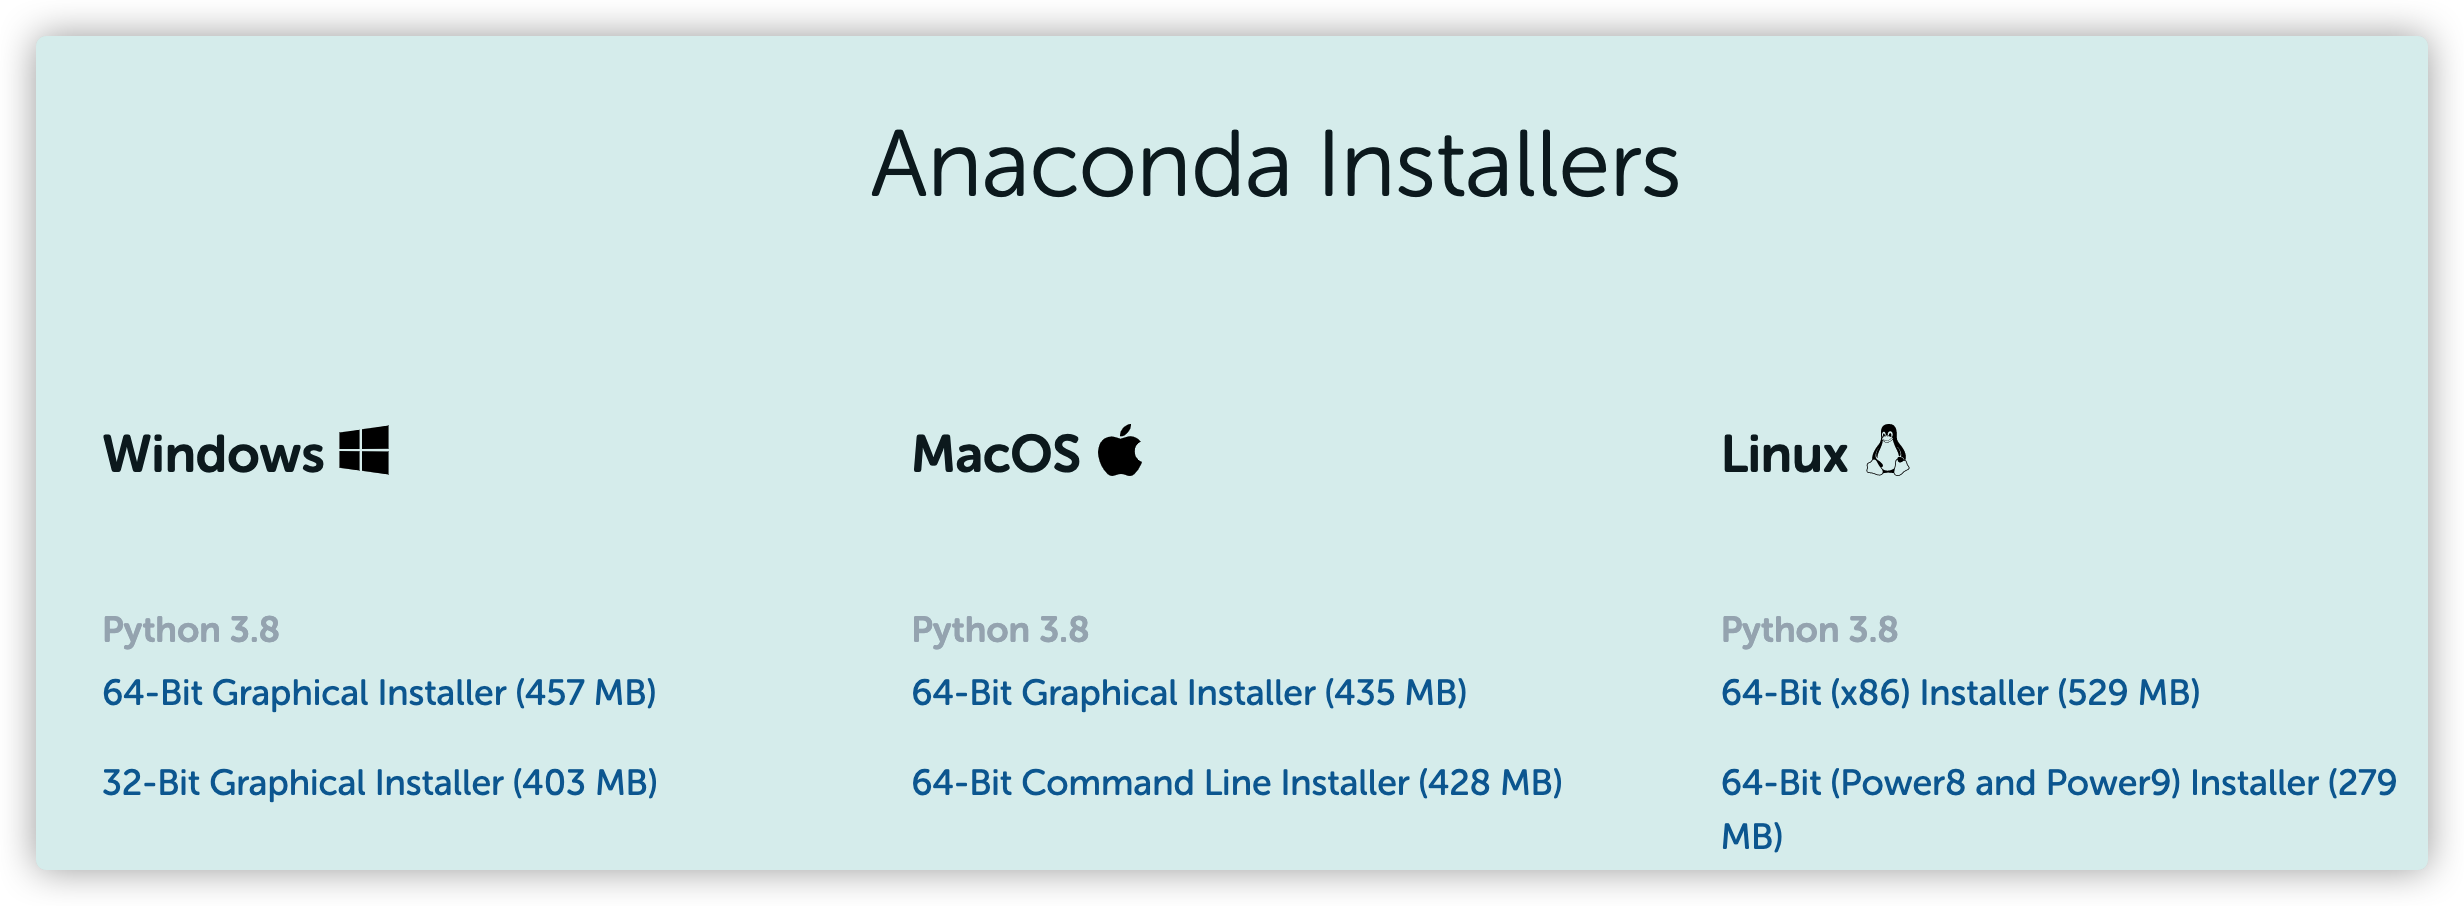 Anaconda Installers
Windows
MacOS
Linux
Python 3.8
64-Bit Graphical Installer (457 MB)
32-Bit Graphical Installer (403 MB)
Python 3.8
64-Bit Graphical Installer (435 MB)
64-Bit Command Line Installer (428 MB)
Python 3.8
64-Bit (x86) Installer (529 MB)
64-Bit (Power8 and Power9) Installer (279
MB)